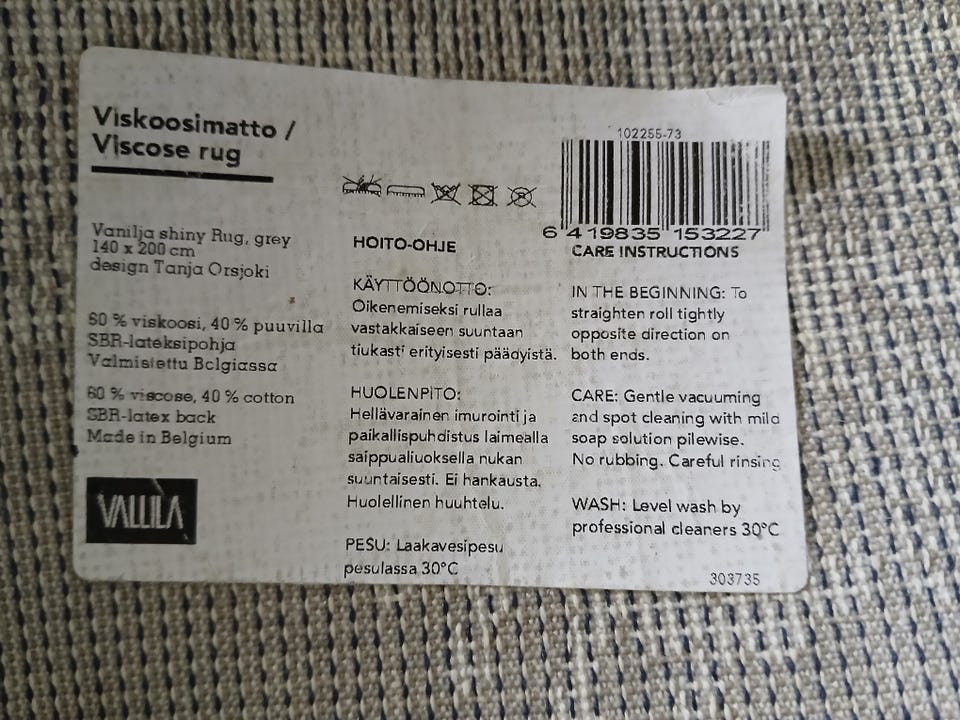 Viskoosimatto /
Viscose rug
Vanilja shiny Rug, grey
140 x 200 cm
design Tanja Orsjoki
60 % viskoosi, 40 % puuvilla
SBR-lateksipohja
Valmistettu Belgiassa
60 % viscose, 40 % cotton
SBR-latex back
Made in Belgium
VALLILA
HOITO-OHJE
KÄYTTÖÖNOTTO:
Oikenemiseksi rullaa
vastakkaiseen suuntaan
tiukasti erityisesti päädyistä.
HUOLENPITO:
Hellävarainen imurointi ja
paikallispuhdistus laimealla
saippualiuoksella nukan
suuntaisesti. Ei hankausta.
Huolellinen huuhtelu.
PESU: Laakavesipesu
pesulassa 30°C
102255-73
6 419835 153227
CARE INSTRUCTIONS
IN THE BEGINNING: To
straighten roll tightly
opposite direction on
both ends.
CARE: Gentle vacuuming
and spot cleaning with mild
soap solution pilewise.
No rubbing. Careful rinsing
WASH: Level wash by
professional cleaners 30°C
303735